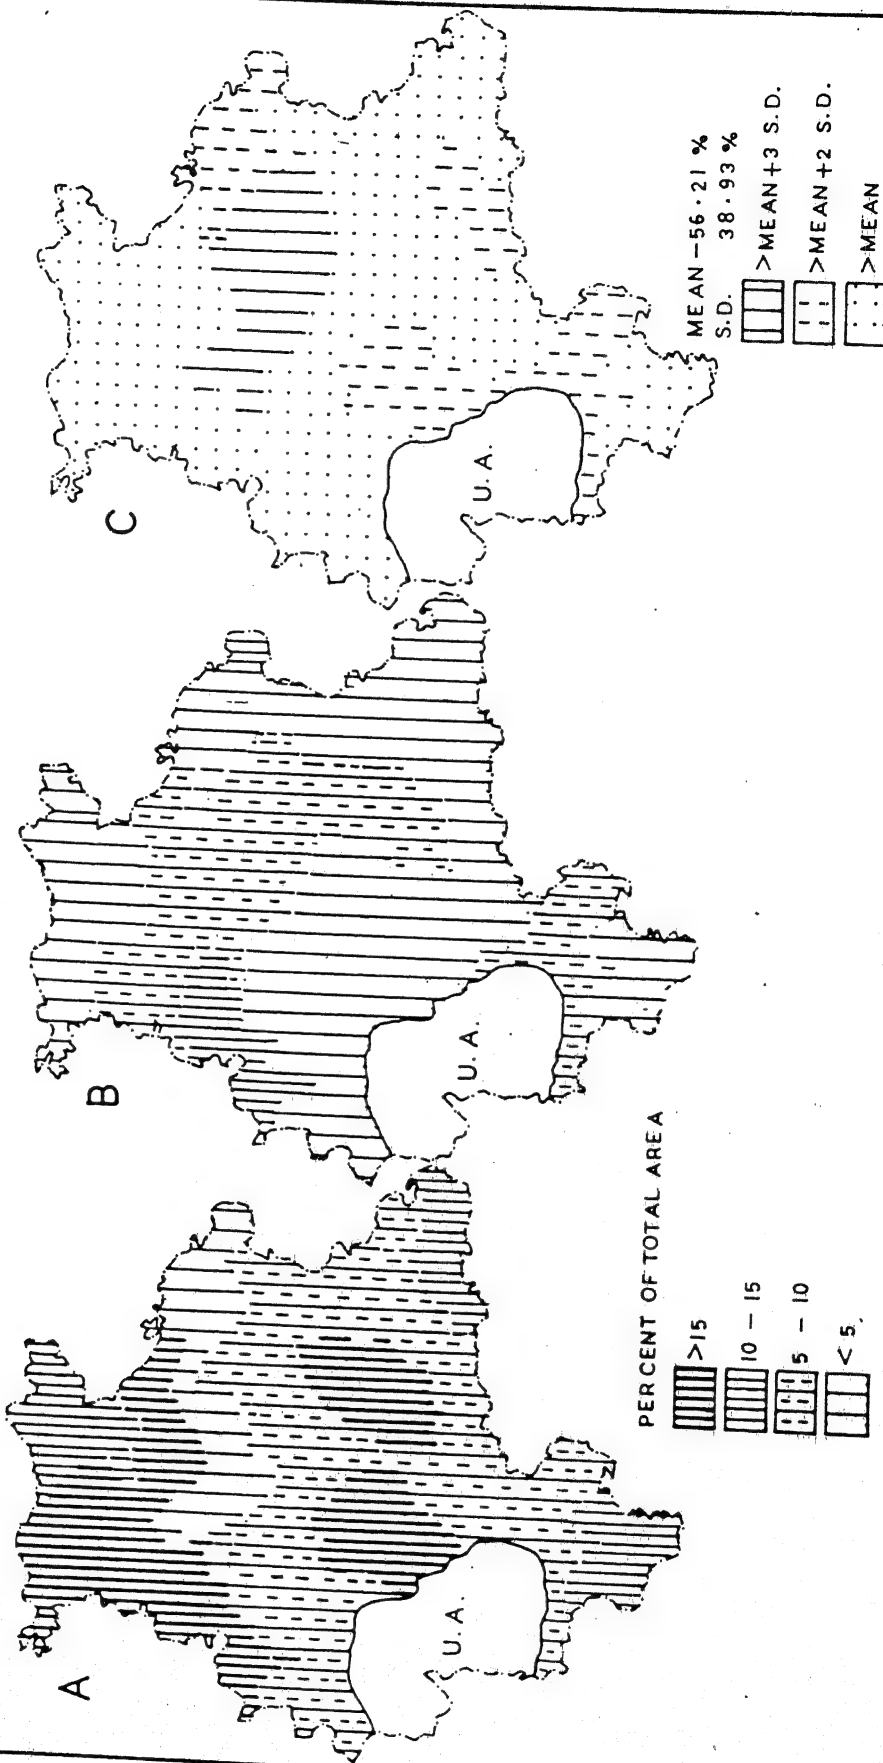 A
U.A.
PERCENT OF TOTAL AREA
>15
10 – 15
5 – 10
<5
B
U.A.
C
U.A.
MEAN – 56·21 %
S.D. 38·93 %
>MEAN+3 S.D.
>MEAN+2 S.D.
>MEAN